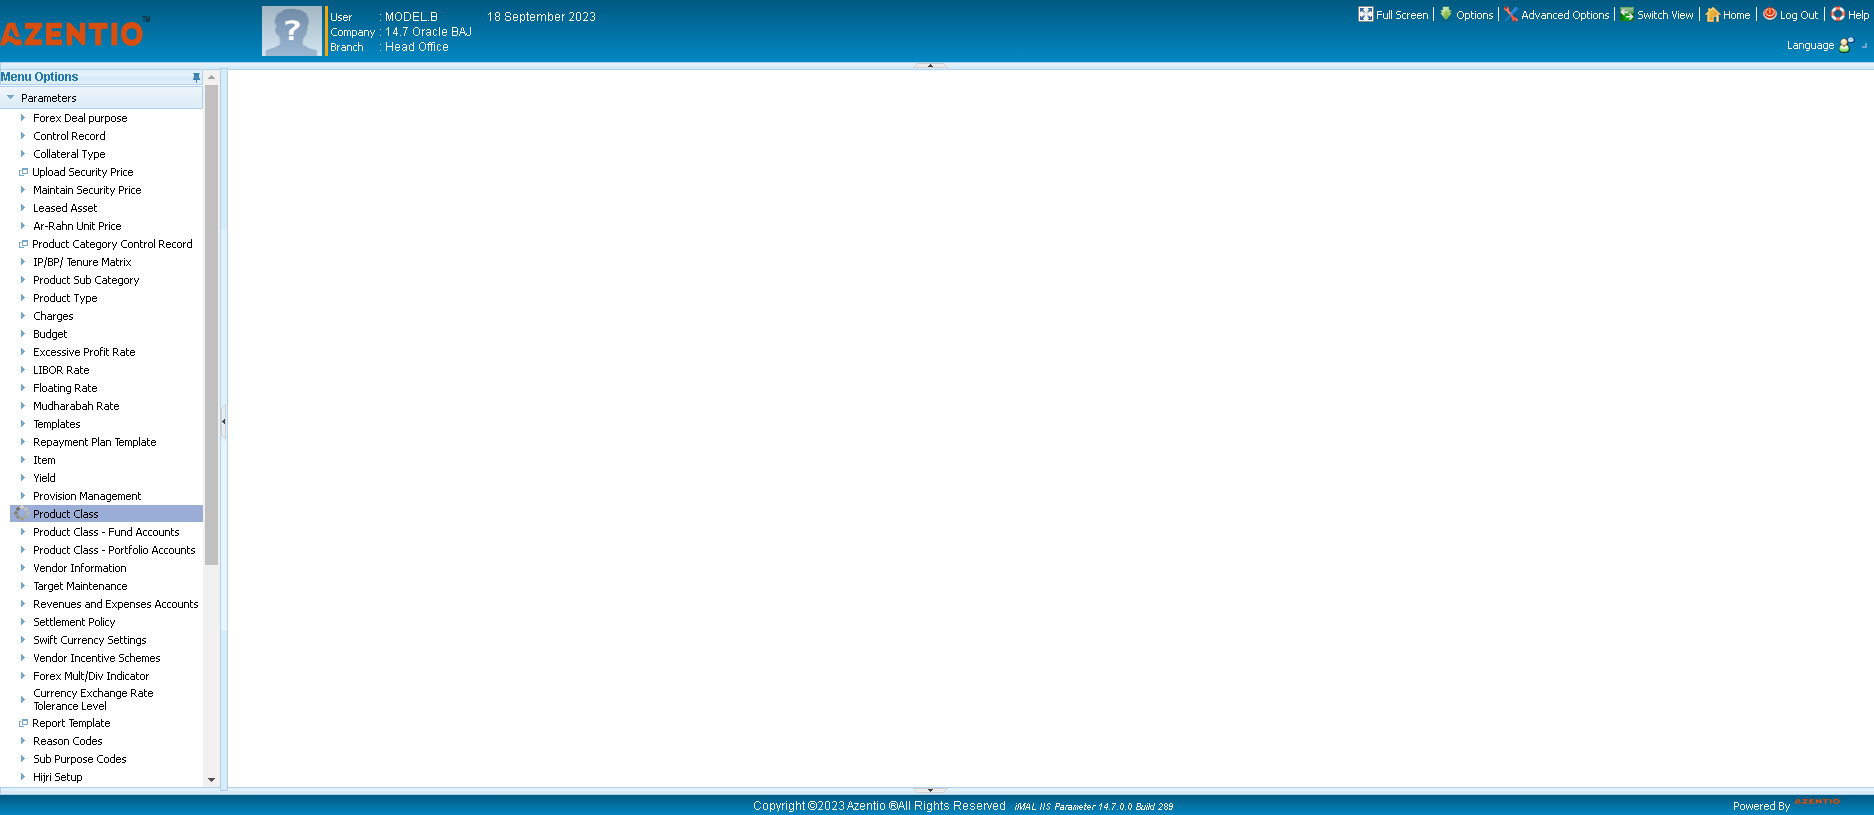 AZENTIO™
User : MODEL.B 18 September 2023
Company : 14.7 Oracle BAJ
Branch : Head Office
Full Screen
Options
Advanced Options
Switch View
Home
Log Out
Help
Language
Menu Options
Parameters
Forex Deal purpose
Control Record
Collateral Type
Upload Security Price
Maintain Security Price
Leased Asset
Ar-Rahn Unit Price
Product Category Control Record
IP/BP/ Tenure Matrix
Product Sub Category
Product Type
Charges
Budget
Excessive Profit Rate
LIBOR Rate
Floating Rate
Mudharabah Rate
Templates
Repayment Plan Template
Item
Yield
Provision Management
Product Class
Product Class - Fund Accounts
Product Class - Portfolio Accounts
Vendor Information
Target Maintenance
Revenues and Expenses Accounts
Settlement Policy
Swift Currency Settings
Vendor Incentive Schemes
Forex Mult/Div Indicator
Currency Exchange Rate
Tolerance Level
Report Template
Reason Codes
Sub Purpose Codes
Hijri Setup
Copyright ©2023 Azentio ®All Rights Reserved iMAL IIS Parameter 14.7.0.0 Build 289
Powered By AZENTIO